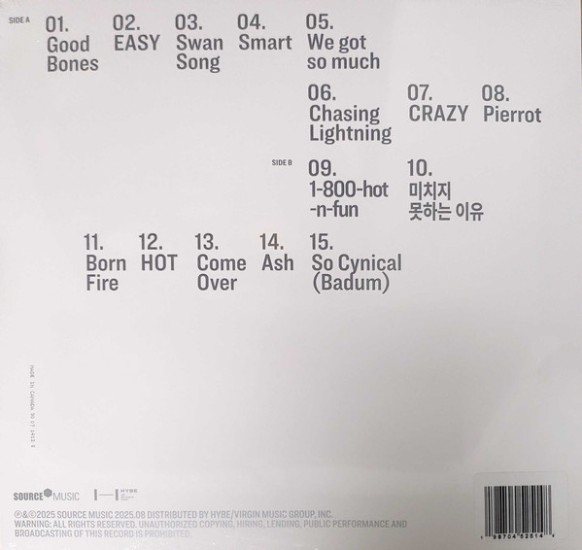 SIDE A
01.
Good
Bones
02.
EASY
03.
Swan
Song
04.
Smart
05.
We got
so much
06.
Chasing
Lightning
07.
CRAZY
08.
Pierrot
SIDE B
09.
1-800-hot
-n-fun
10.
미치지
못하는 이유
11.
Born
Fire
12.
HOT
13.
Come
Over
14.
Ash
15.
So Cynical
(Badum)
SOURCE MUSIC
HYBE
℗&©2025 SOURCE MUSIC 2025.08 DISTRIBUTED BY HYBE/VIRGIN MUSIC GROUP, INC.
WARNING: ALL RIGHTS RESERVED. UNAUTHORIZED COPYING, HIRING, LENDING, PUBLIC PERFORMANCE AND
BROADCASTING OF THIS RECORD IS PROHIBITED.